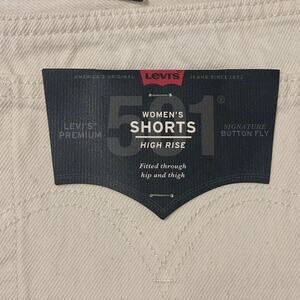 AMERICA'S ORIGINAL Levi's JEANS SINCE 1873
501®
WOMEN'S
LEVI'S® SHORTS SIGNATURE
PREMIUM HIGH RISE BUTTON FLY
Fitted through
hip and thigh